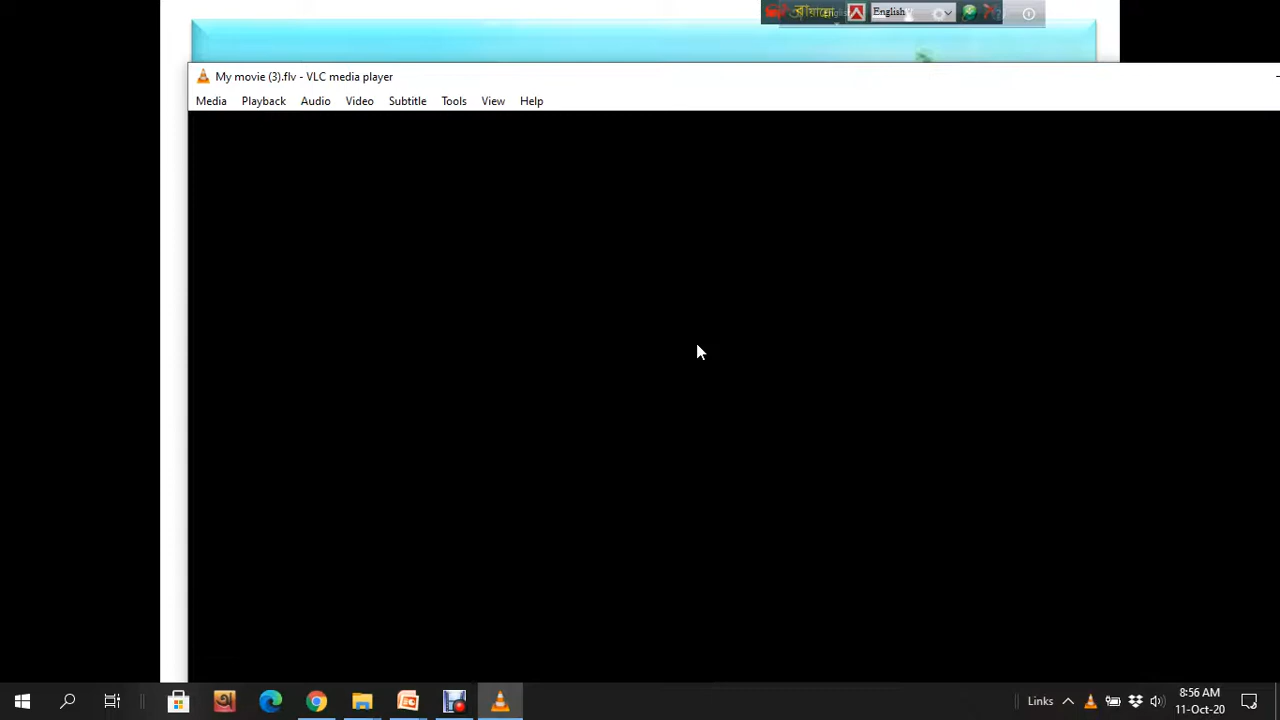 English
My movie (3).flv - VLC media player
Media Playback Audio Video Subtitle Tools View Help
Links
8:56 AM
11-Oct-20